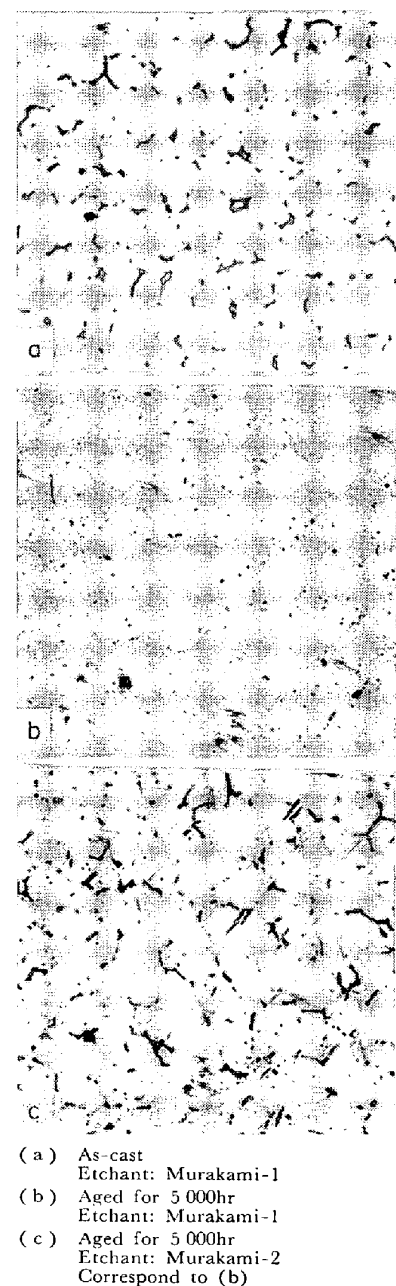 a
b
c
(a) As-cast
Etchant: Murakami-1
(b) Aged for 5 000hr
Etchant: Murakami-1
(c) Aged for 5 000hr
Etchant: Murakami-2
Correspond to (b)